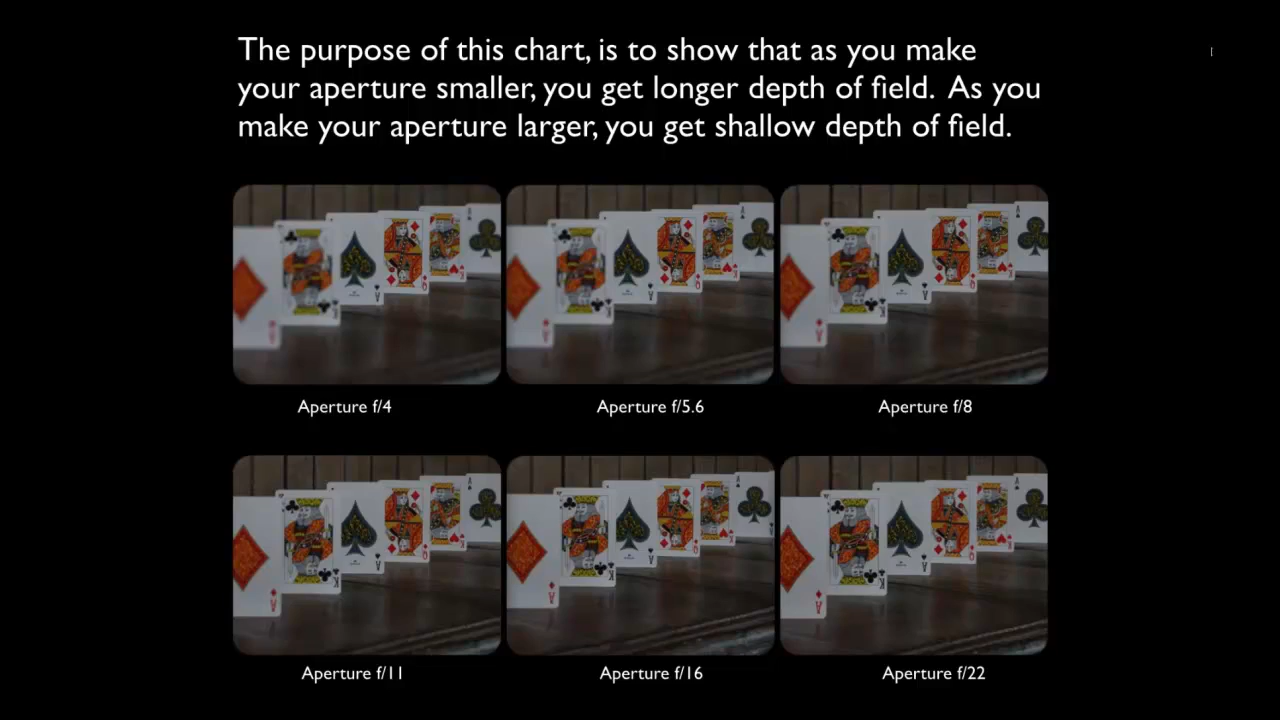 The purpose of this chart, is to show that as you make
your aperture smaller, you get longer depth of field. As you
make your aperture larger, you get shallow depth of field.
Aperture f/4
Aperture f/5.6
Aperture f/8
Aperture f/11
Aperture f/16
Aperture f/22